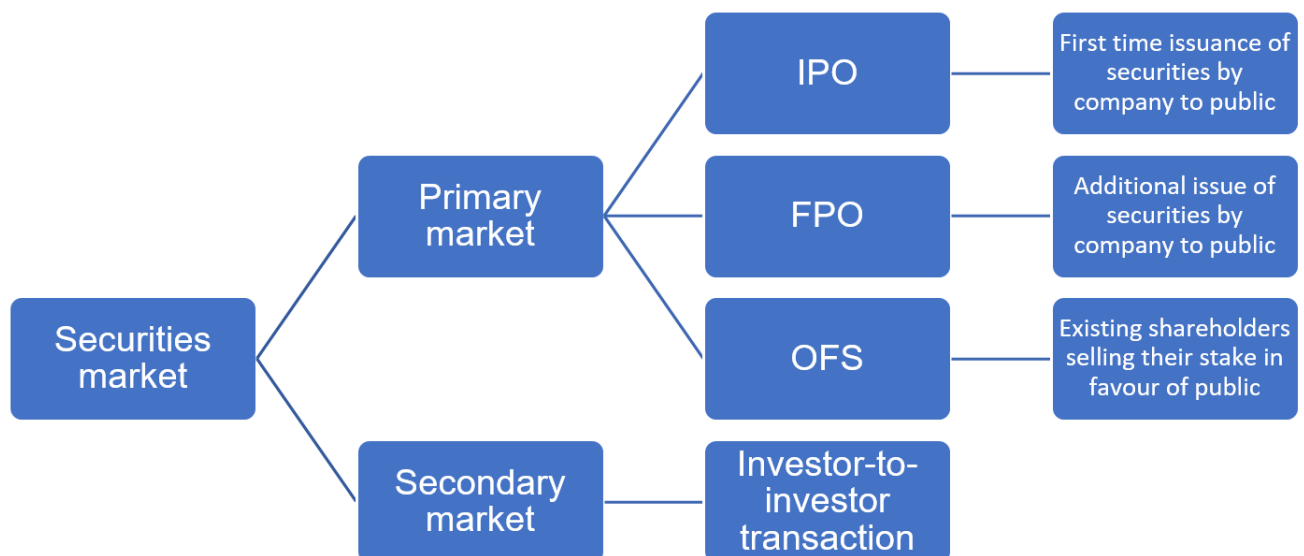 Securities
market
Primary
market
IPO
First time issuance of
securities by
company to public
FPO
Additional issue of
securities by
company to public
OFS
Existing shareholders
selling their stake in
favour of public
Secondary
market
Investor-to-
investor
transaction